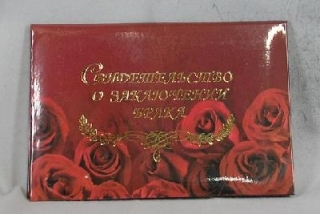 Свидетельство
о заключении
брака